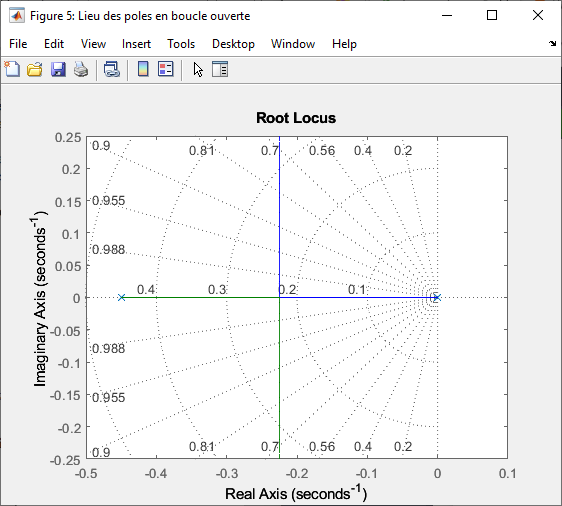 Figure 5: Lieu des poles en boucle ouverte
File Edit View Insert Tools Desktop Window Help
Root Locus
0.25
0.2
0.15
0.1
0.05
0
-0.05
-0.1
-0.15
-0.2
-0.25
Imaginary Axis (seconds-1)
0.9 0.81 0.7 0.56 0.4 0.2
0.955
0.988
0.4 0.3 0.2 0.1
0.988
0.955
0.9 0.81 0.7 0.56 0.4 0.2
-0.5 -0.4 -0.3 -0.2 -0.1 0 0.1
Real Axis (seconds-1)